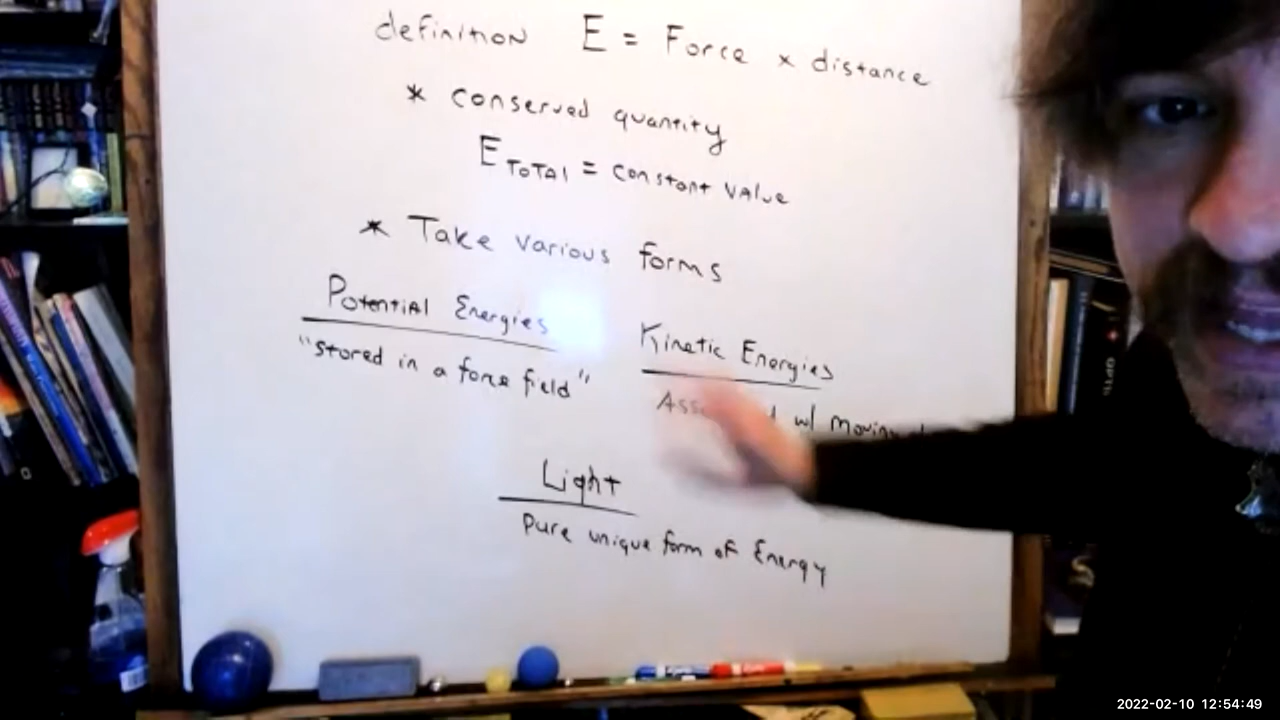 definition E = Force x distance
* conserved quantity
E TOTAL = constant value
* Take various forms
Potential Energies
"stored in a force field"
Kinetic Energies
w/ moving
Light
Pure unique form of Energy
2022-02-10 12:54:49